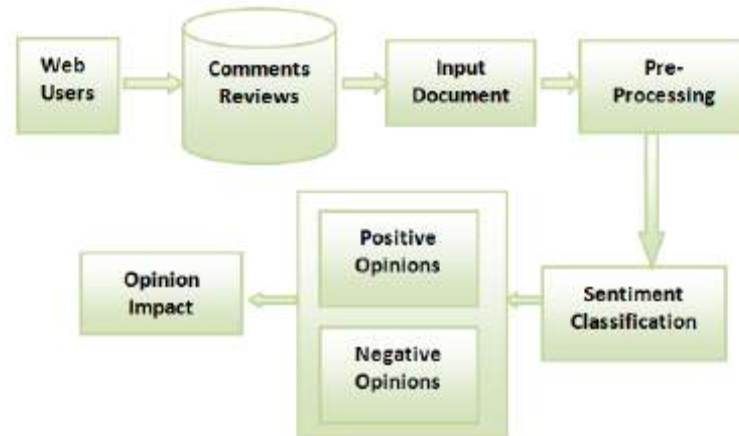 Web
Users
Comments
Reviews
Input
Document
Pre-
Processing
Sentiment
Classification
Positive
Opinions
Negative
Opinions
Opinion
Impact